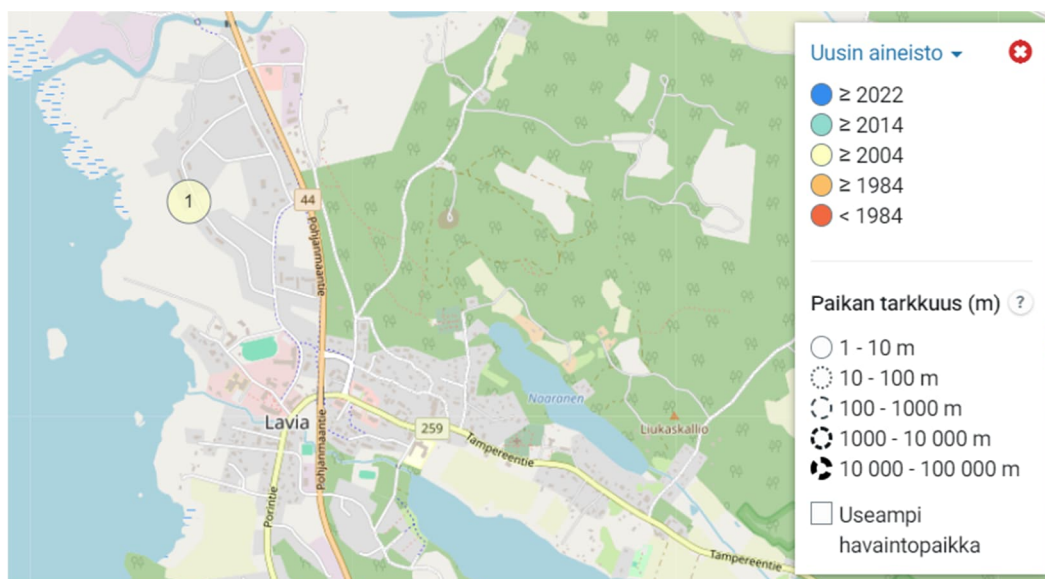 1
44
Pohjanmaantie
Naaranen
Liukaskallio
Lavia
259
Tampereentie
Pohjanmaantie
Porintie
Tampereentie
Uusin aineisto
≥ 2022
≥ 2014
≥ 2004
≥ 1984
< 1984
Paikan tarkkuus (m) ?
1 - 10 m
10 - 100 m
100 - 1000 m
1000 - 10 000 m
10 000 - 100 000 m
Useampi
havaintopaikka